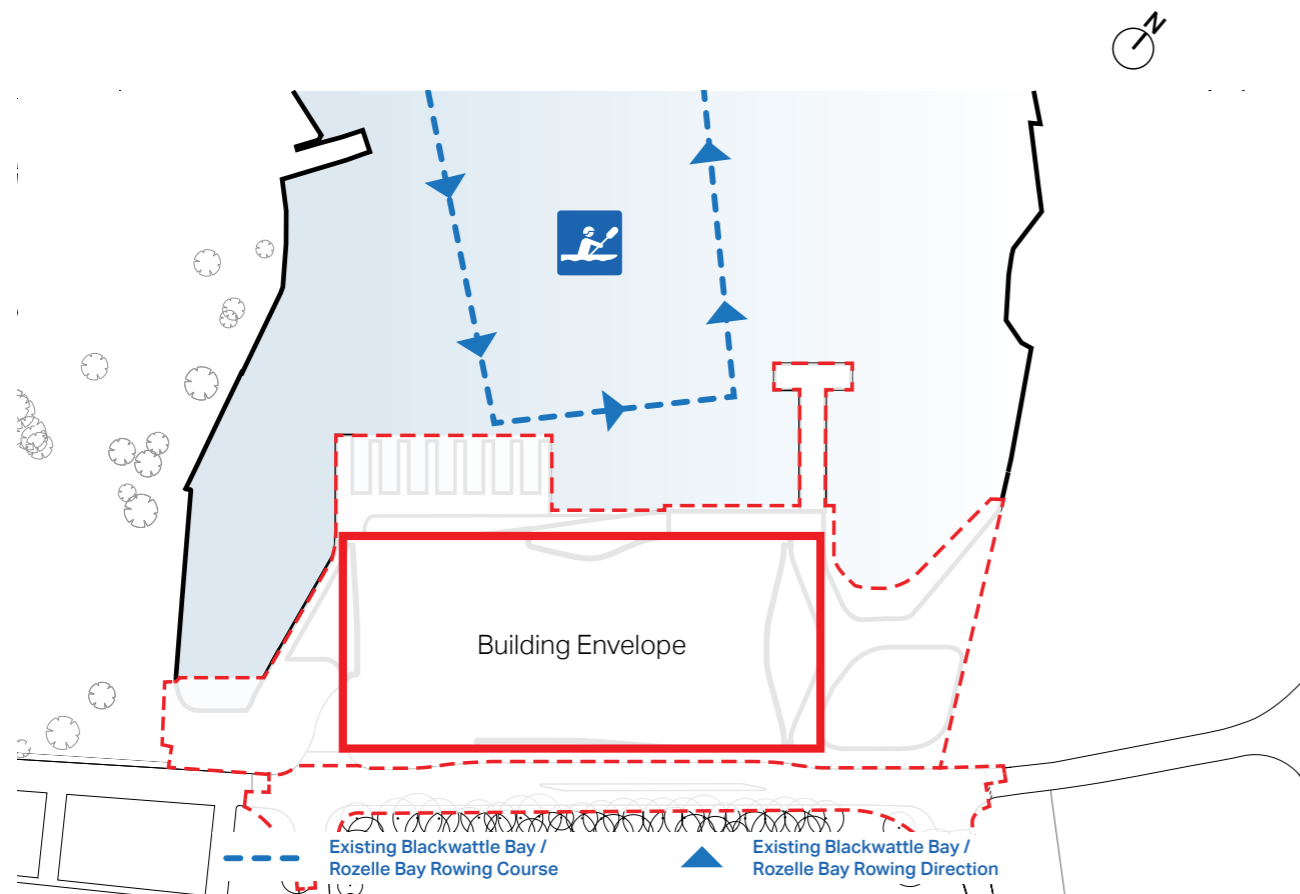 N
Building Envelope
Existing Blackwattle Bay /
Rozelle Bay Rowing Course
Existing Blackwattle Bay /
Rozelle Bay Rowing Direction